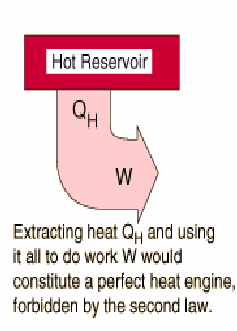 Hot Reservoir
QH
W
Extracting heat QH and using
it all to do work W would
constitute a perfect heat engine,
forbidden by the second law.